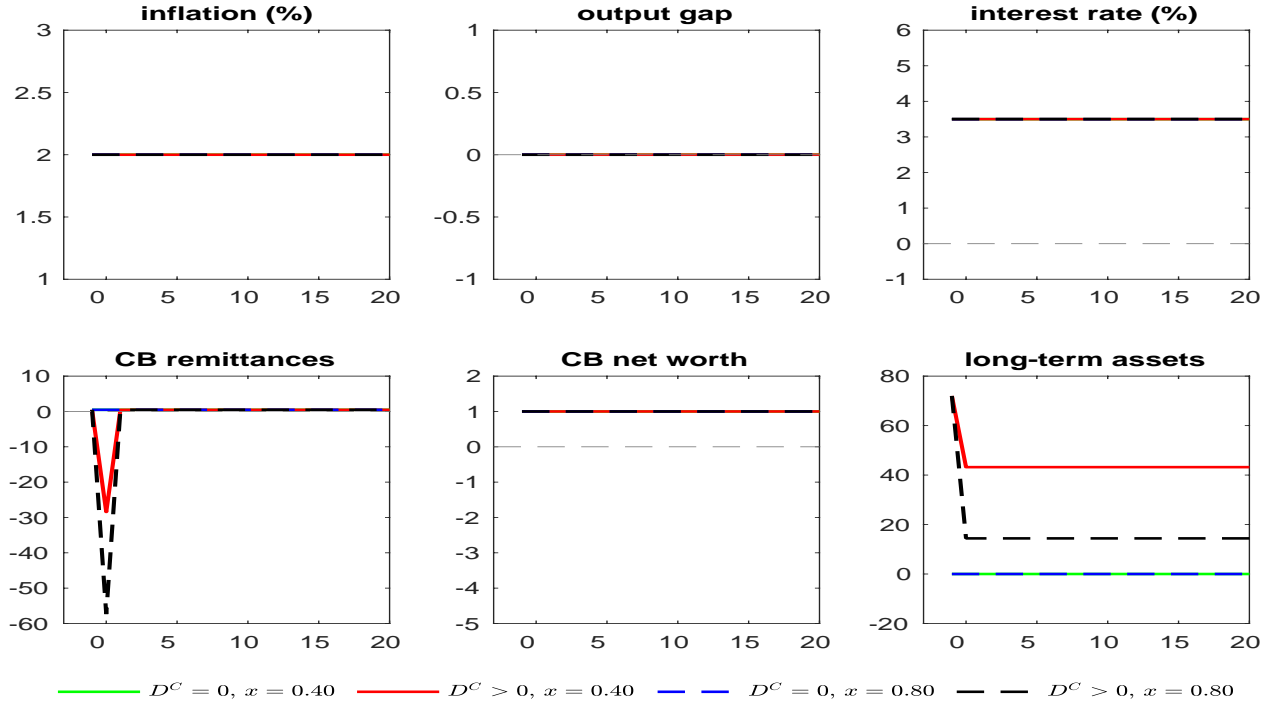 inflation (%) output gap interest rate (%)
3 1 6
5
2.5 0.5 4
3
2 0 2
1
1.5 -0.5 0
1 -1 -1
0 5 10 15 20 0 5 10 15 20 0 5 10 15 20
CB remittances CB net worth long-term assets
10 2 80
0 1 60
-10 0 40
-20 -1
-30 -2 20
-40 -3 0
-50 -4
-60 -5 -20
0 5 10 15 20 0 5 10 15 20 0 5 10 15 20
D^C = 0, x = 0.40 D^C > 0, x = 0.40 D^C = 0, x = 0.80 D^C > 0, x = 0.80